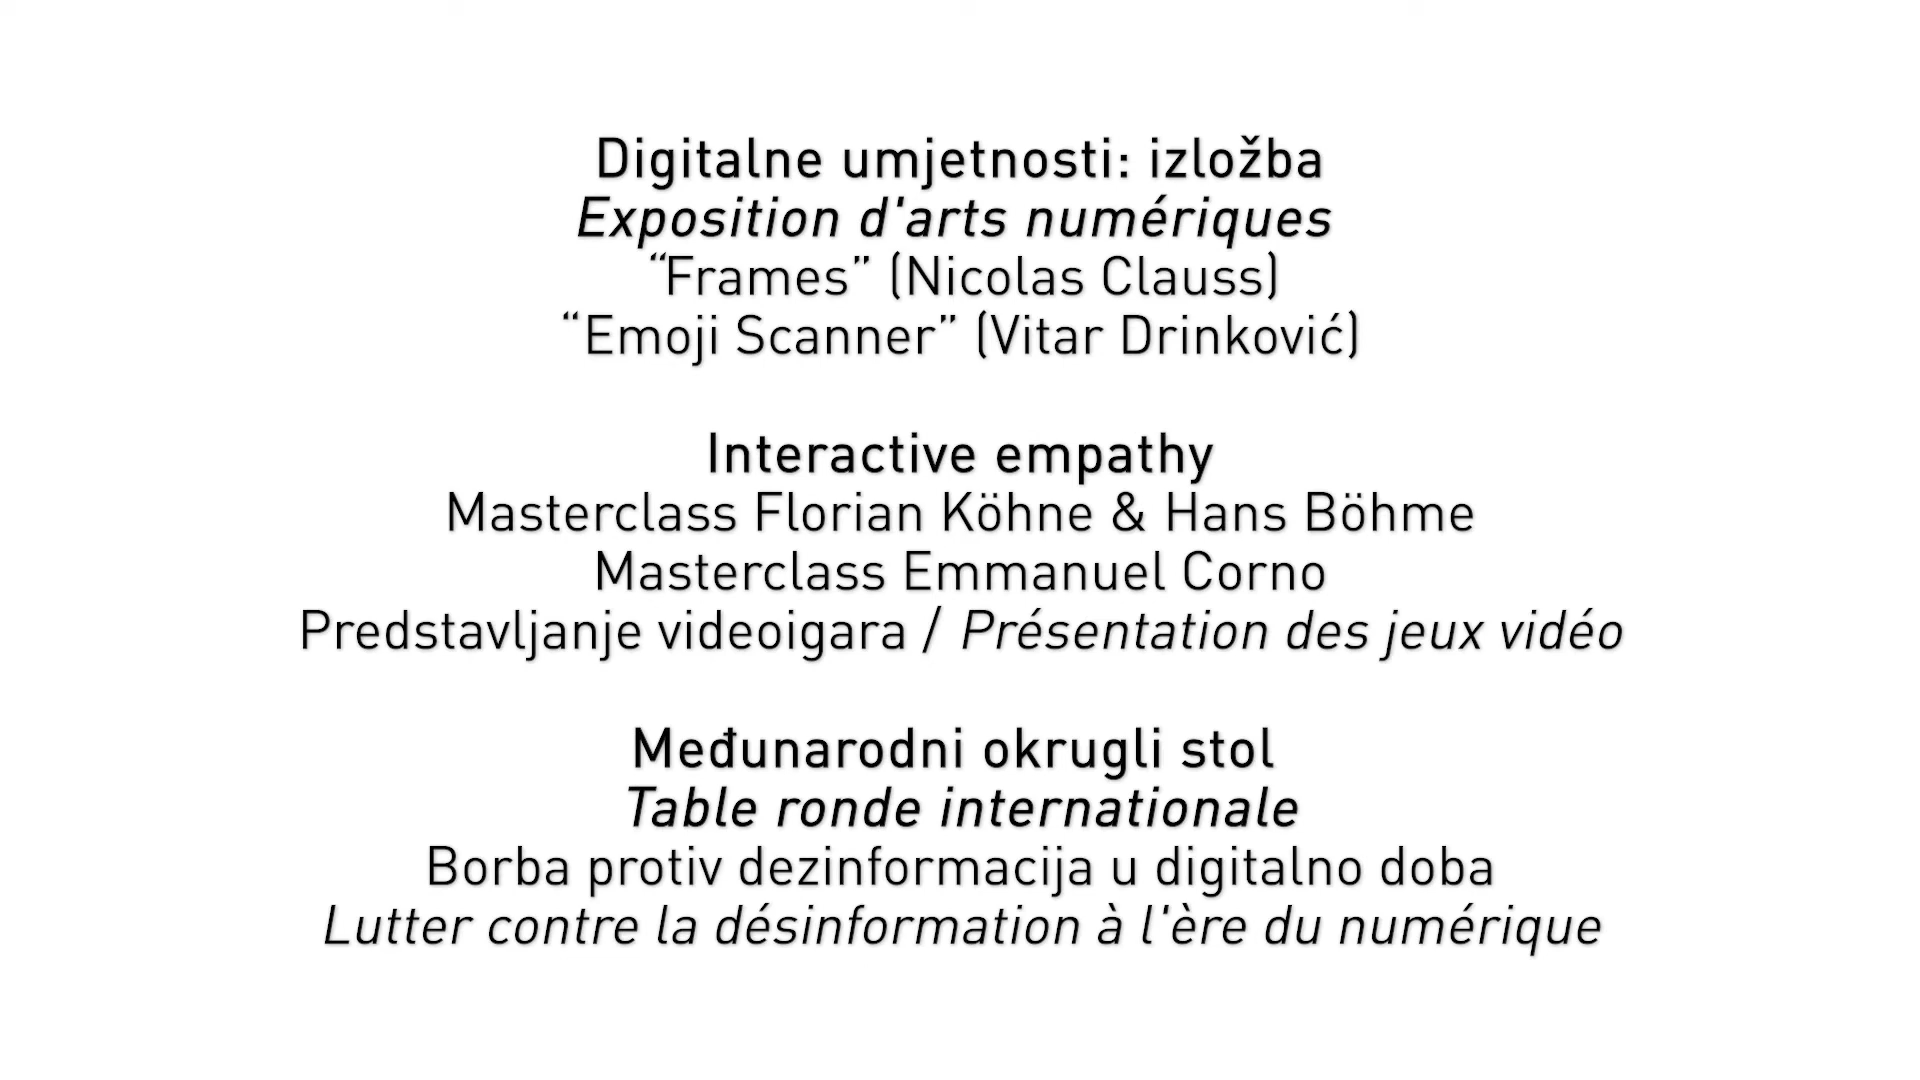 Digitalne umjetnosti: izložba
Exposition d'arts numériques
“Frames” (Nicolas Clauss)
“Emoji Scanner” (Vitar Drinković)
Interactive empathy
Masterclass Florian Köhne & Hans Böhme
Masterclass Emmanuel Corno
Predstavljanje videoigara / Présentation des jeux vidéo
Međunarodni okrugli stol
Table ronde internationale
Borba protiv dezinformacija u digitalno doba
Lutter contre la désinformation à l'ère du numérique